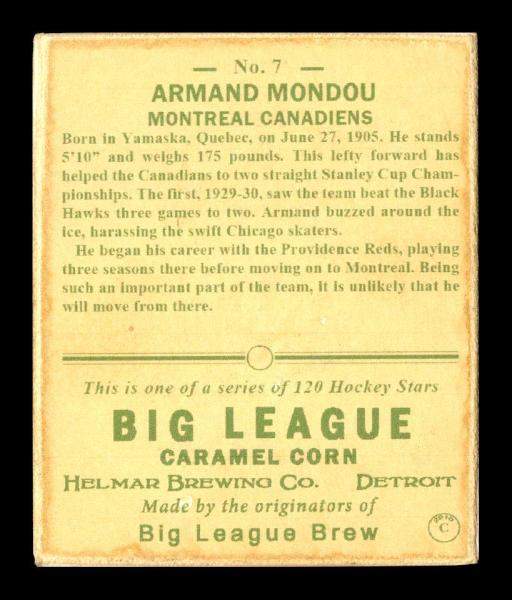 — No. 7 —
ARMAND MONDOU
MONTREAL CANADIENS
Born in Yamaska, Quebec, on June 27, 1905. He stands
5'10" and weighs 175 pounds. This lefty forward has
helped the Canadians to two straight Stanley Cup Cham-
pionships. The first, 1929-30, saw the team beat the Black
Hawks three games to two. Armand buzzed around the
ice, harassing the swift Chicago skaters.
He began his career with the Providence Reds, playing
three seasons there before moving on to Montreal. Being
such an important part of the team, it is unlikely that he
will move from there.
This is one of a series of 120 Hockey Stars
BIG LEAGUE
CARAMEL CORN
HELMAR BREWING CO. DETROIT
Made by the originators of
Big League Brew
2010
C